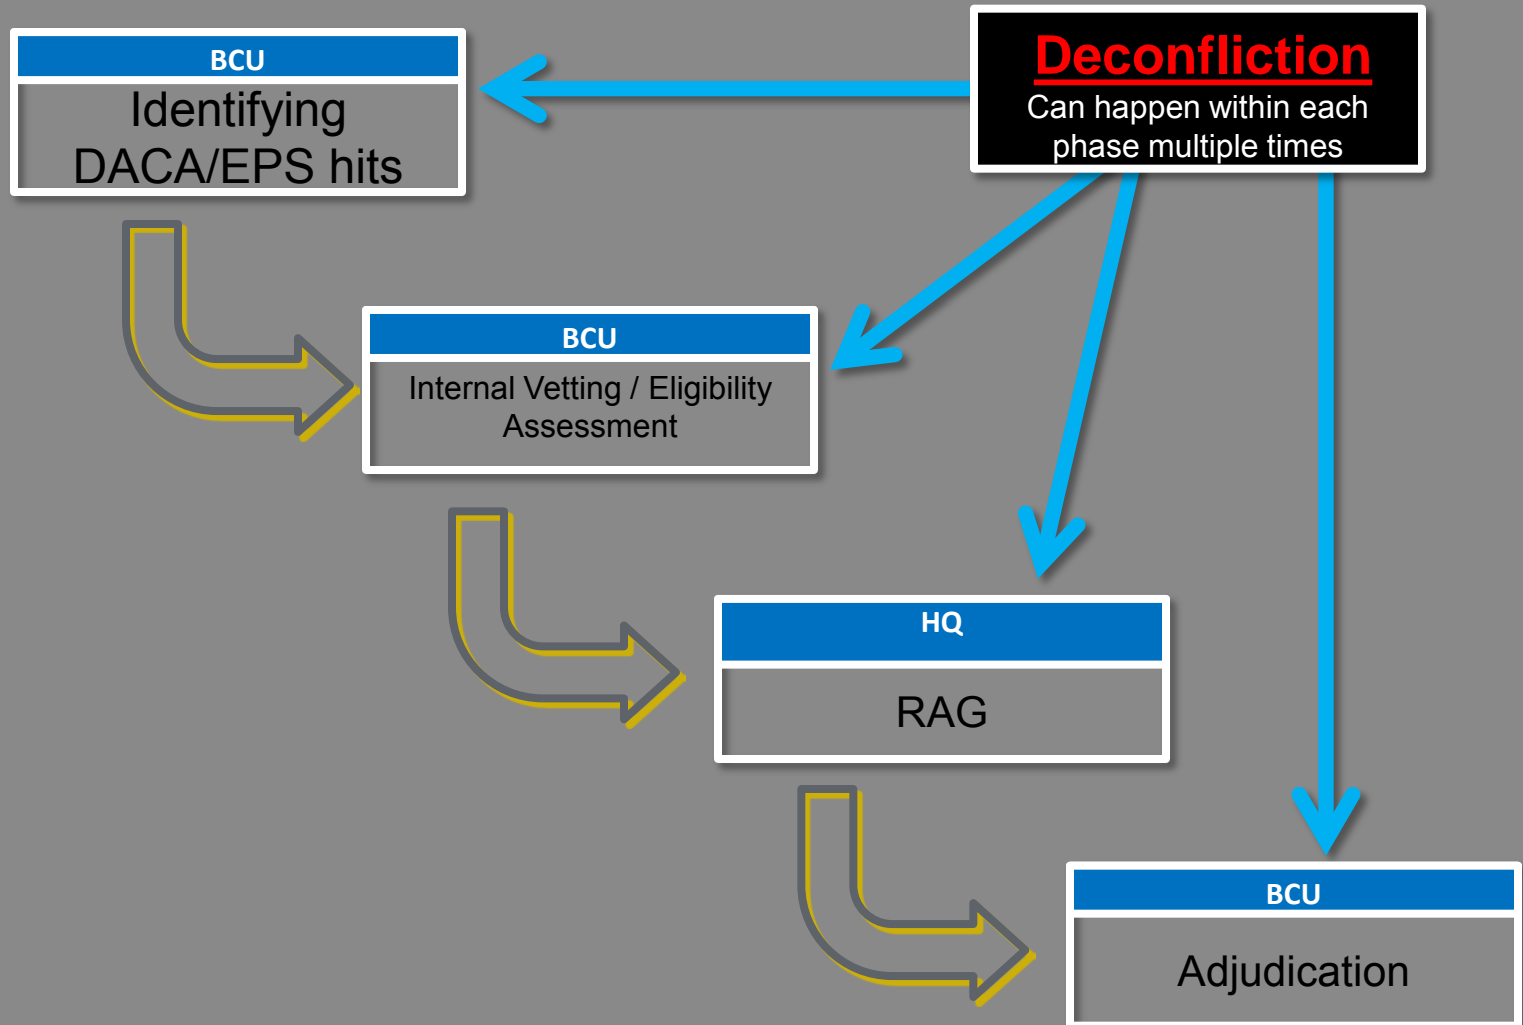 BCU
Identifying
DACA/EPS hits
Deconfliction
Can happen within each
phase multiple times
BCU
Internal Vetting / Eligibility
Assessment
HQ
RAG
BCU
Adjudication